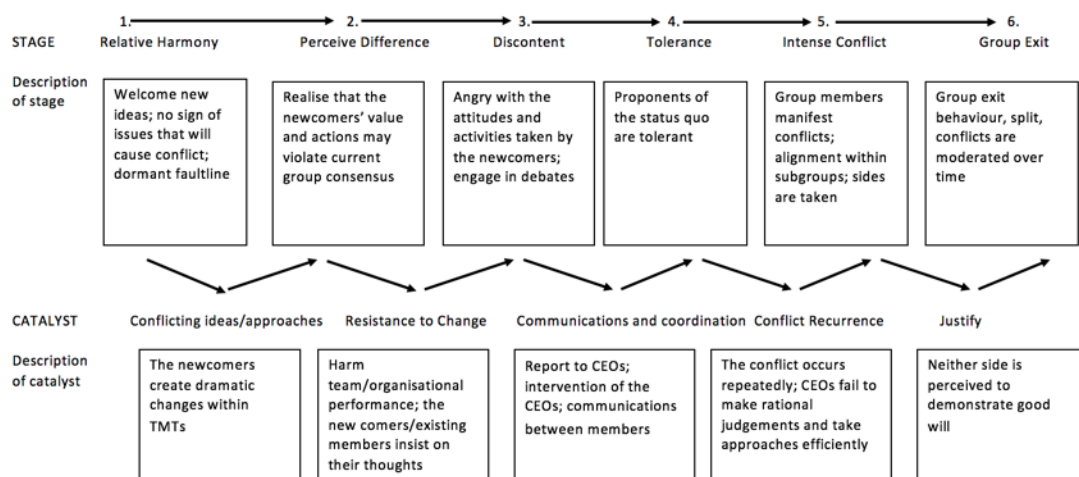 1. 2. 3. 4. 5. 6.
STAGE Relative Harmony Perceive Difference Discontent Tolerance Intense Conflict Group Exit
Description
of stage
Welcome new
ideas; no sign of
issues that will
cause conflict;
dormant faultline
Realise that the
newcomers’ value
and actions may
violate current
group consensus
Angry with the
attitudes and
activities taken by
the newcomers;
engage in debates
Proponents of
the status quo
are tolerant
Group members
manifest
conflicts;
alignment within
subgroups; sides
are taken
Group exit
behaviour, split,
conflicts are
moderated over
time
CATALYST Conflicting ideas/approaches Resistance to Change Communications and coordination Conflict Recurrence Justify
Description
of catalyst
The newcomers
create dramatic
changes within
TMTs
Harm
team/organisational
performance; the
new comers/existing
members insist on
their thoughts
Report to CEOs;
intervention of the
CEOs; communications
between members
The conflict occurs
repeatedly; CEOs fail to
make rational
judgements and take
approaches efficiently
Neither side is
perceived to
demonstrate good
will